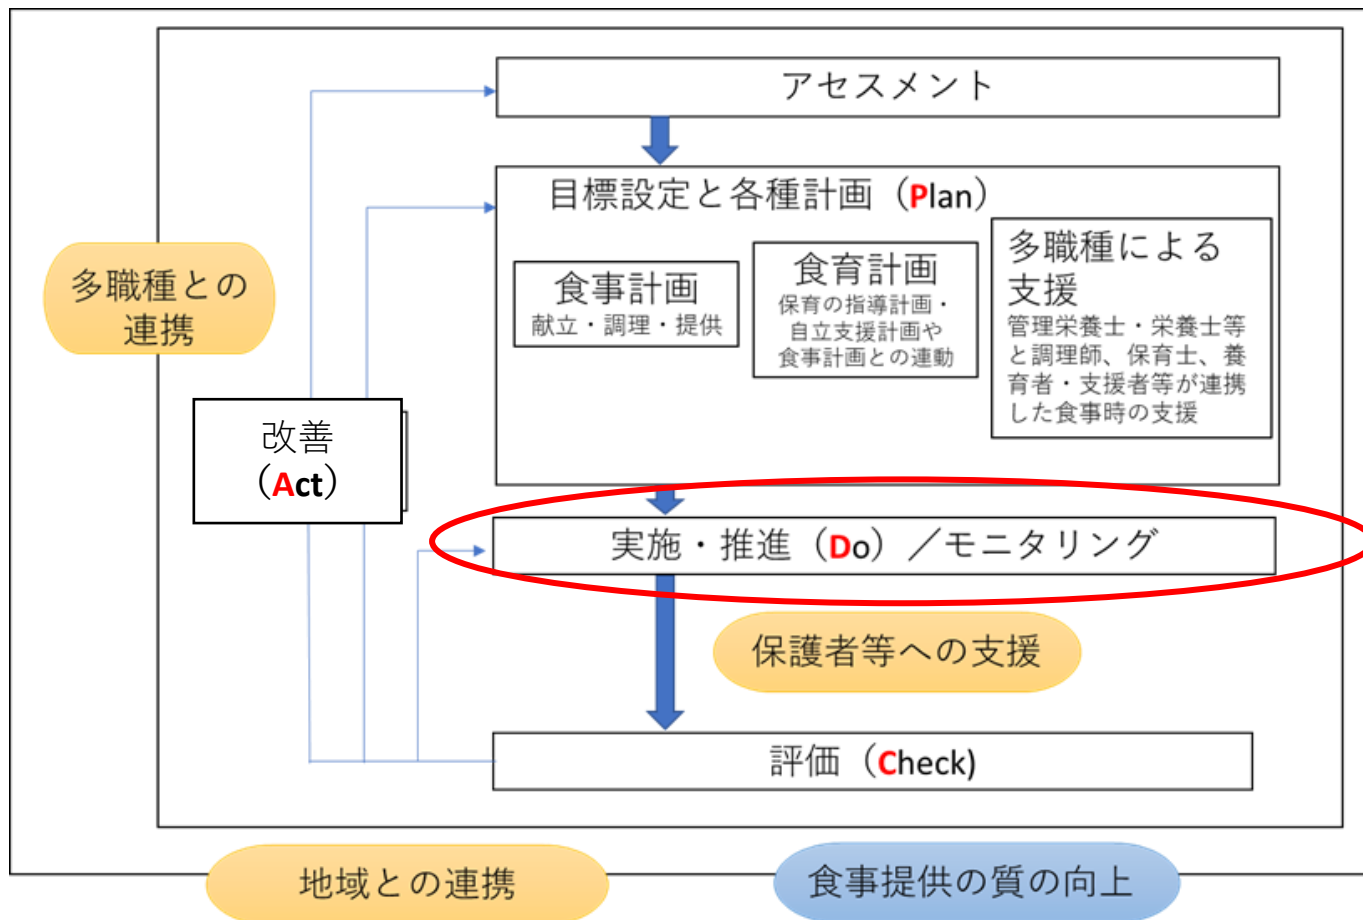 アセスメント
目標設定と各種計画（Plan）
食事計画
献立・調理・提供
食育計画
保育の指導計画・
自立支援計画や
食事計画との連動
多職種による
支援
管理栄養士・栄養士等
と調理師、保育士、養
育者・支援者等が連携
した食事時の支援
多職種との
連携
改善
（Act）
実施・推進（Do）／モニタリング
保護者等への支援
評価（Check)
地域との連携
食事提供の質の向上